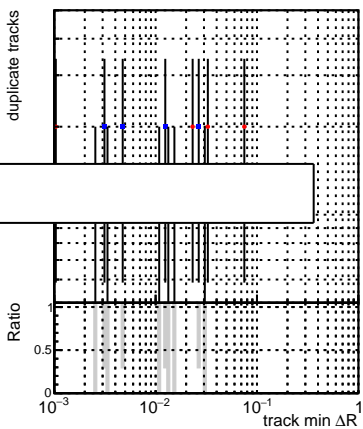 duplicate tracks
Ratio
1
0.5
0
10⁻³ 10⁻² 10⁻¹ 1
track min ΔR